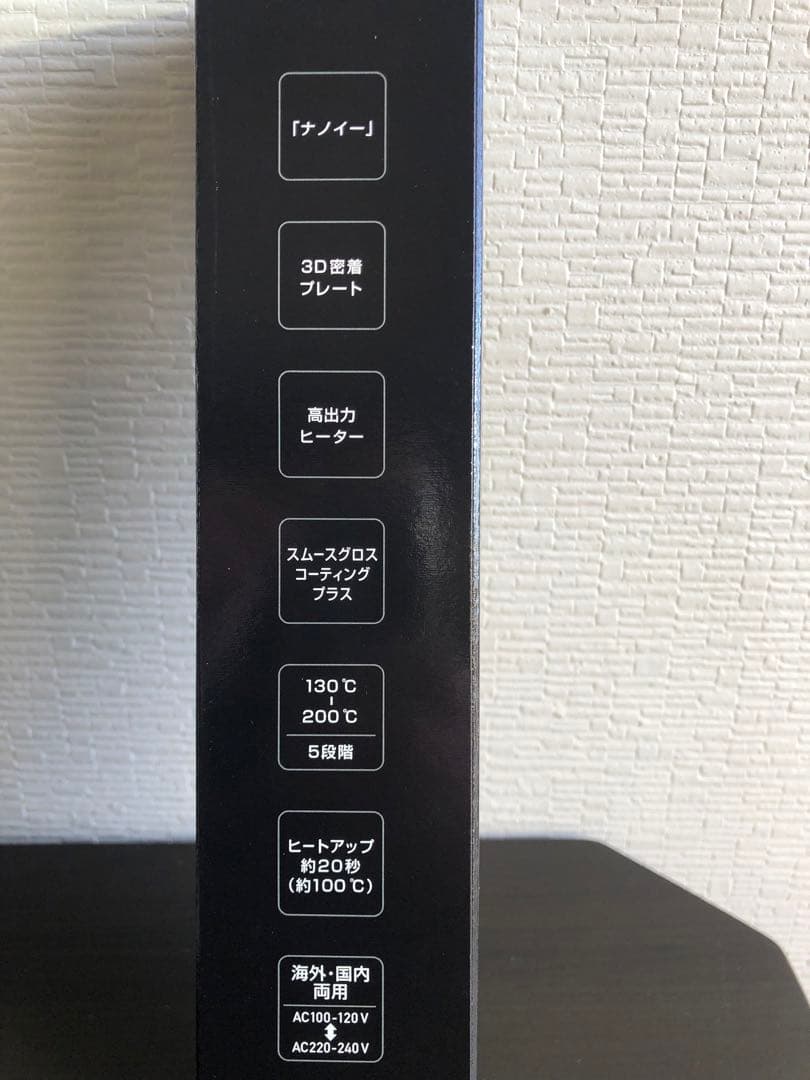 「ナノイー」
3D密着
プレート
高出力
ヒーター
スムースグロス
コーティング
プラス
130℃
-
200℃
5段階
ヒートアップ
約20秒
(約100℃)
海外・国内
両用
AC100-120V
AC220-240V